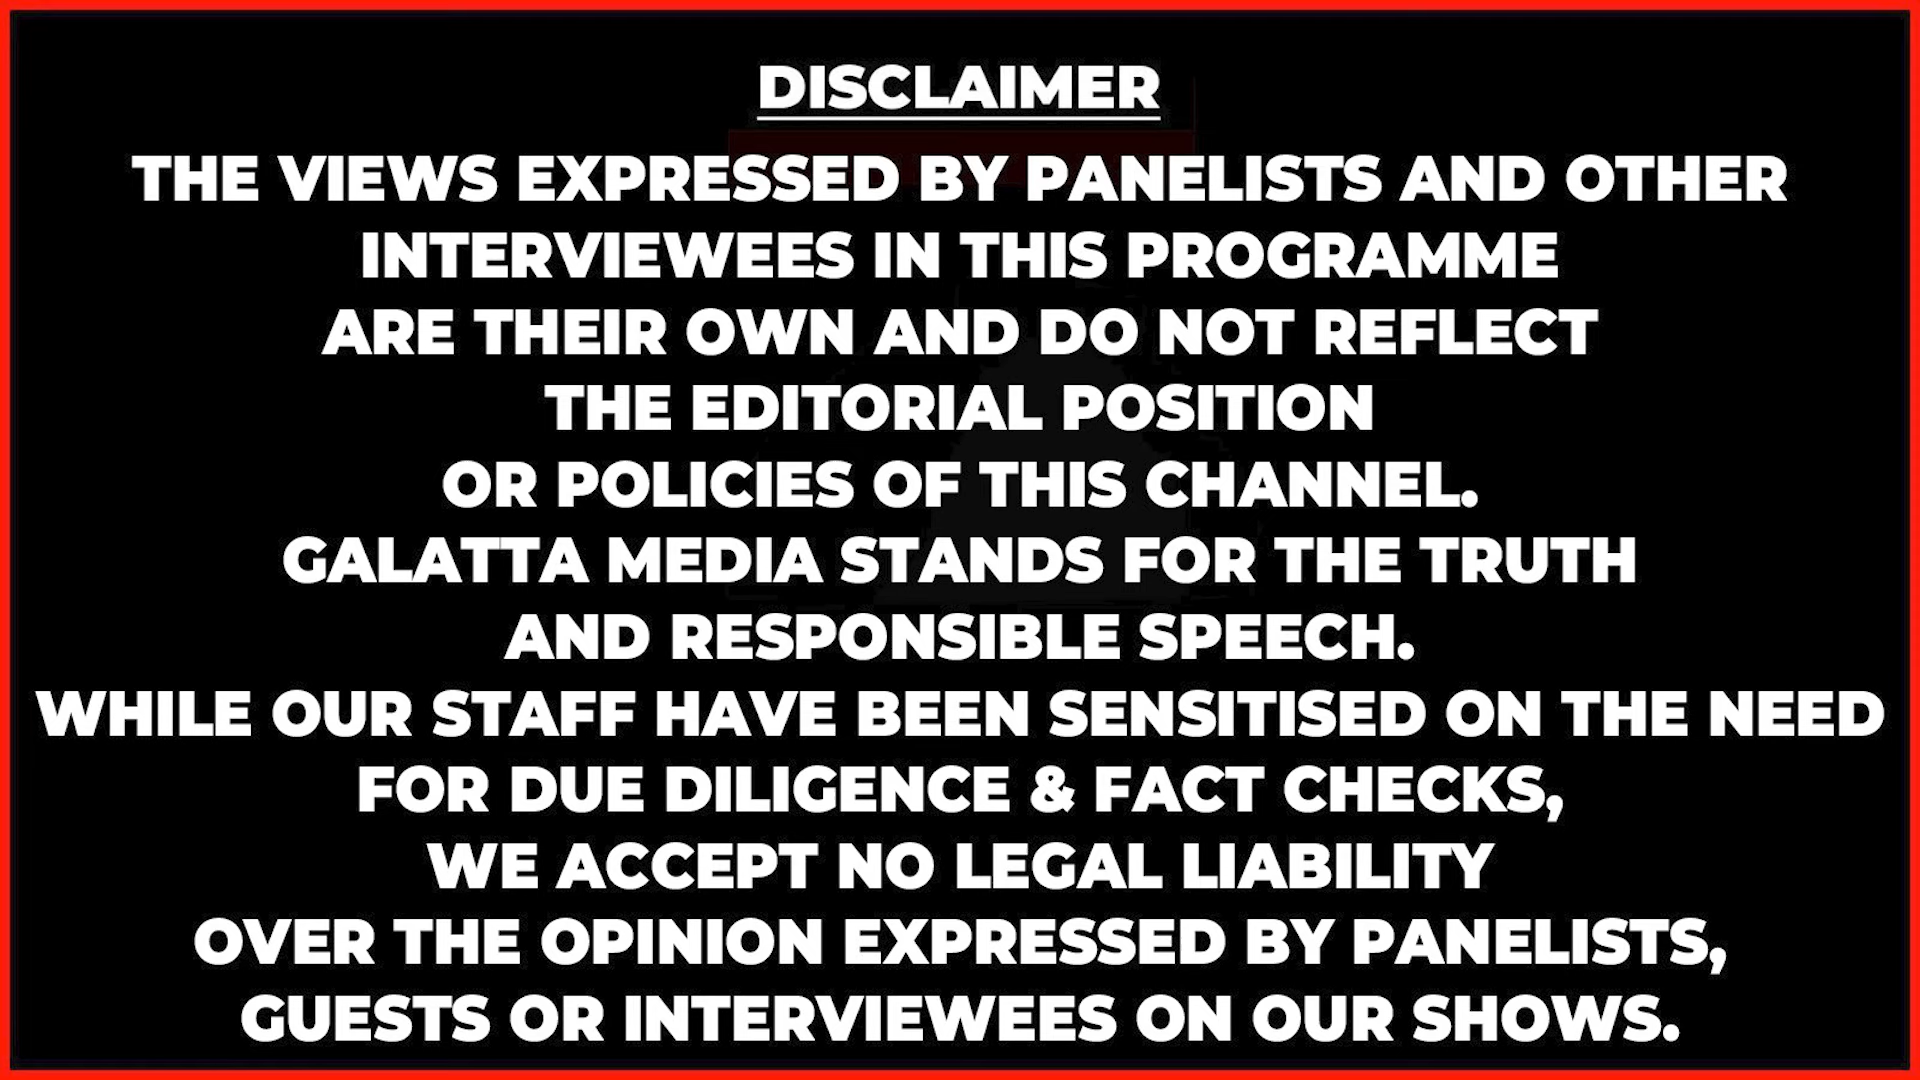 DISCLAIMER
THE VIEWS EXPRESSED BY PANELISTS AND OTHER
INTERVIEWEES IN THIS PROGRAMME
ARE THEIR OWN AND DO NOT REFLECT
THE EDITORIAL POSITION
OR POLICIES OF THIS CHANNEL.
GALATTA MEDIA STANDS FOR THE TRUTH
AND RESPONSIBLE SPEECH.
WHILE OUR STAFF HAVE BEEN SENSITISED ON THE NEED
FOR DUE DILIGENCE & FACT CHECKS,
WE ACCEPT NO LEGAL LIABILITY
OVER THE OPINION EXPRESSED BY PANELISTS,
GUESTS OR INTERVIEWEES ON OUR SHOWS.